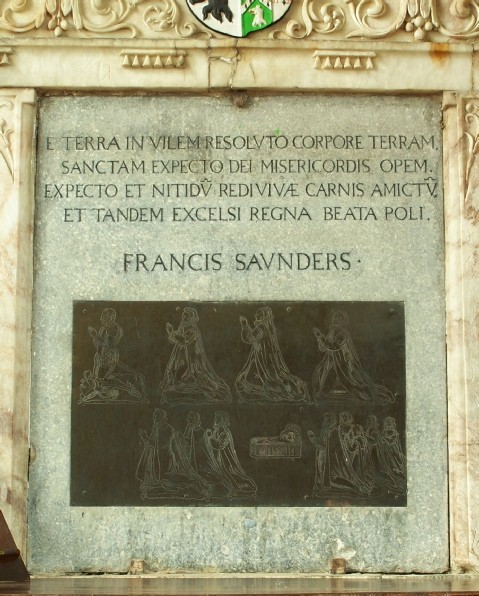 E TERRA IN VILEM RESOLVTO CORPORE TERRAM,
SANCTAM EXPECTO DEI MISERICORDIS OPEM.
EXPECTO ET NITIDV̄ REDIVIVÆ CARNIS AMICTV̄,
ET TANDEM EXCELSI REGNA BEATA POLI.
FRANCIS SAVNDERS·